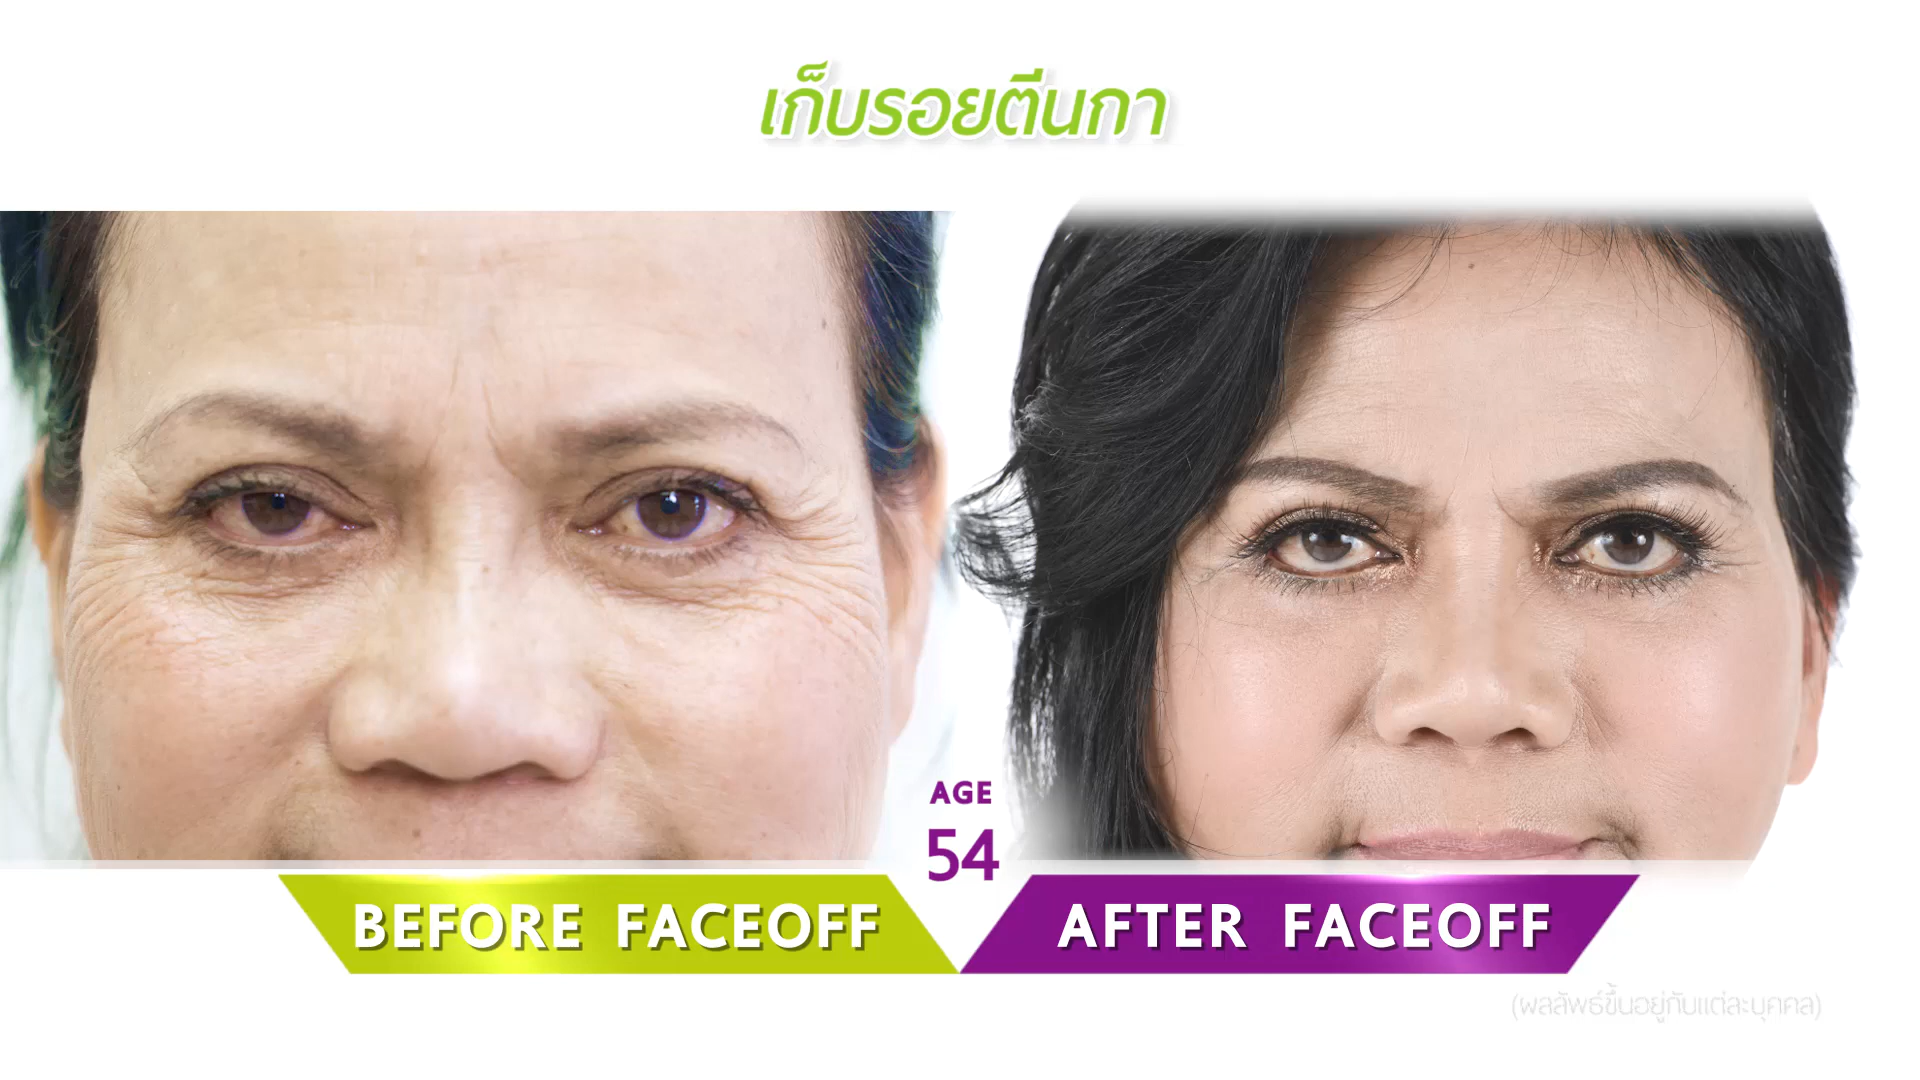 เก็บรอยตีนกา
AGE
54
BEFORE FACEOFF
AFTER FACEOFF
(ผลลัพธ์ขึ้นอยู่กับแต่ละบุคคล)